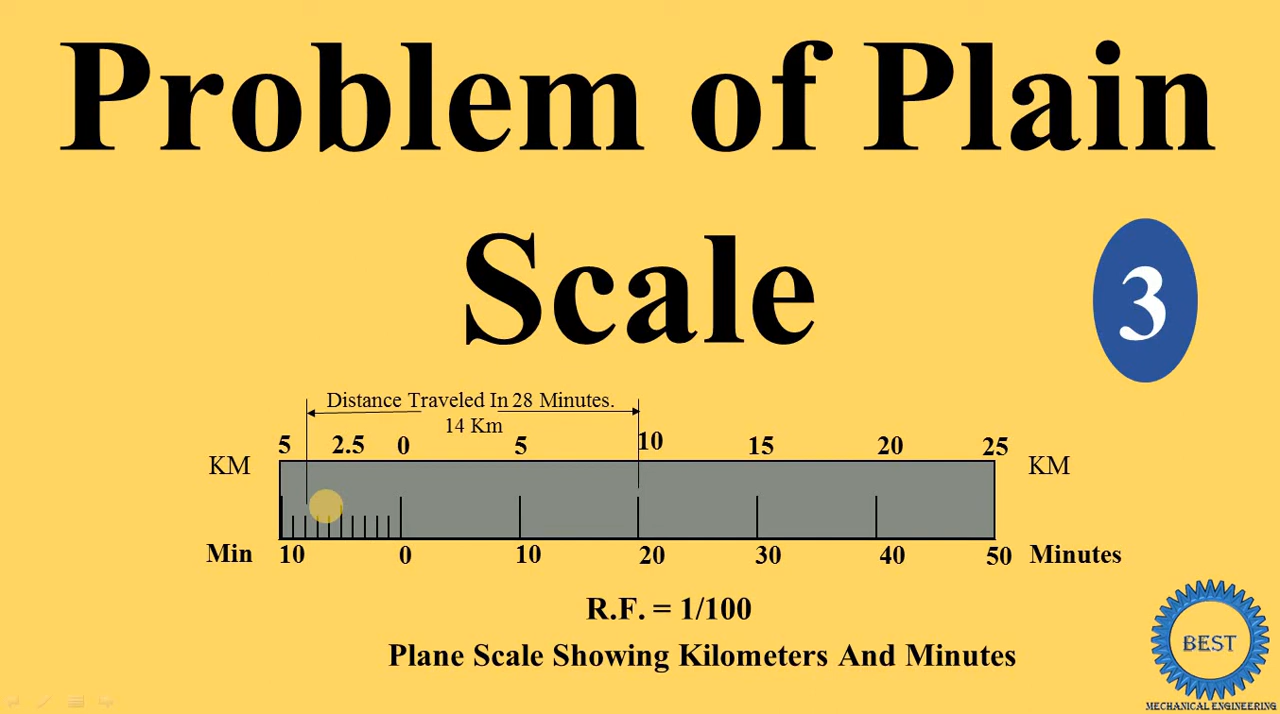 Problem of Plain
Scale
3
Distance Traveled In 28 Minutes.
14 Km
5 2.5 0 5 10 15 20 25
KM KM
Min 10 0 10 20 30 40 50 Minutes
R.F. = 1/100
Plane Scale Showing Kilometers And Minutes
BEST
MECHANICAL ENGINEERING